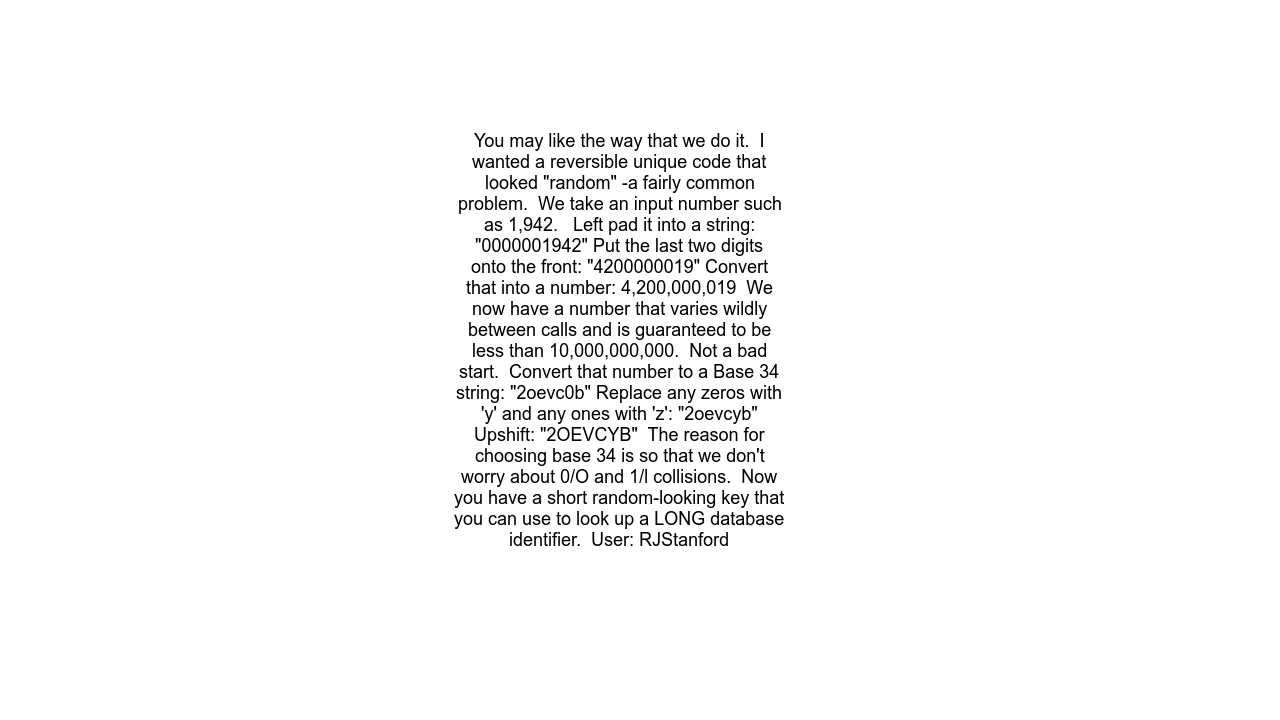 You may like the way that we do it.  I
wanted a reversible unique code that
looked "random" -a fairly common
problem.  We take an input number such
as 1,942.   Left pad it into a string:
"0000001942" Put the last two digits
onto the front: "4200000019" Convert
that into a number: 4,200,000,019  We
now have a number that varies wildly
between calls and is guaranteed to be
less than 10,000,000,000.  Not a bad
start.  Convert that number to a Base 34
string: "2oevc0b" Replace any zeros with
'y' and any ones with 'z': "2oevcyb"
Upshift: "2OEVCYB"  The reason for
choosing base 34 is so that we don't
worry about 0/O and 1/l collisions.  Now
you have a short random-looking key that
you can use to look up a LONG database
identifier.  User: RJStanford